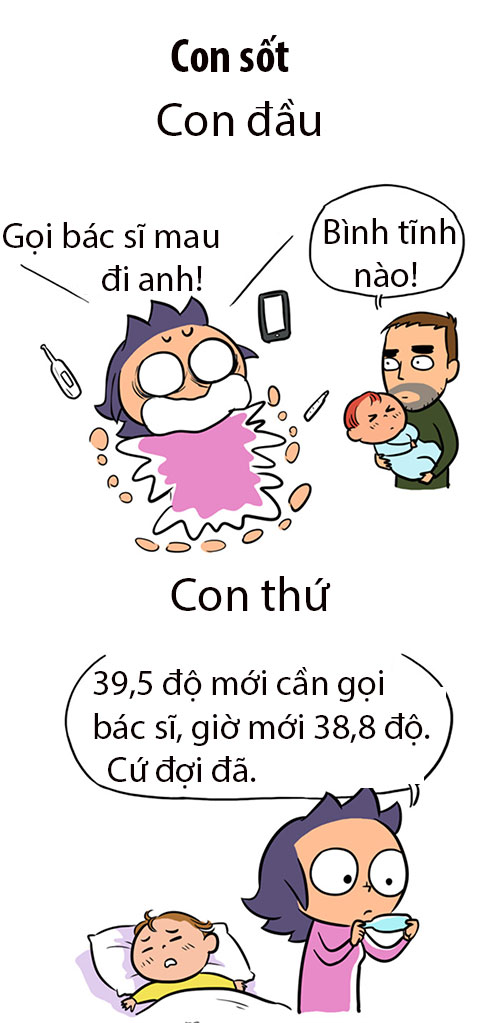 Con sốt
Con đầu
Gọi bác sĩ mau
đi anh!
Bình tĩnh
nào!
Con thứ
39,5 độ mới cần gọi
bác sĩ, giờ mới 38,8 độ.
Cứ đợi đã.